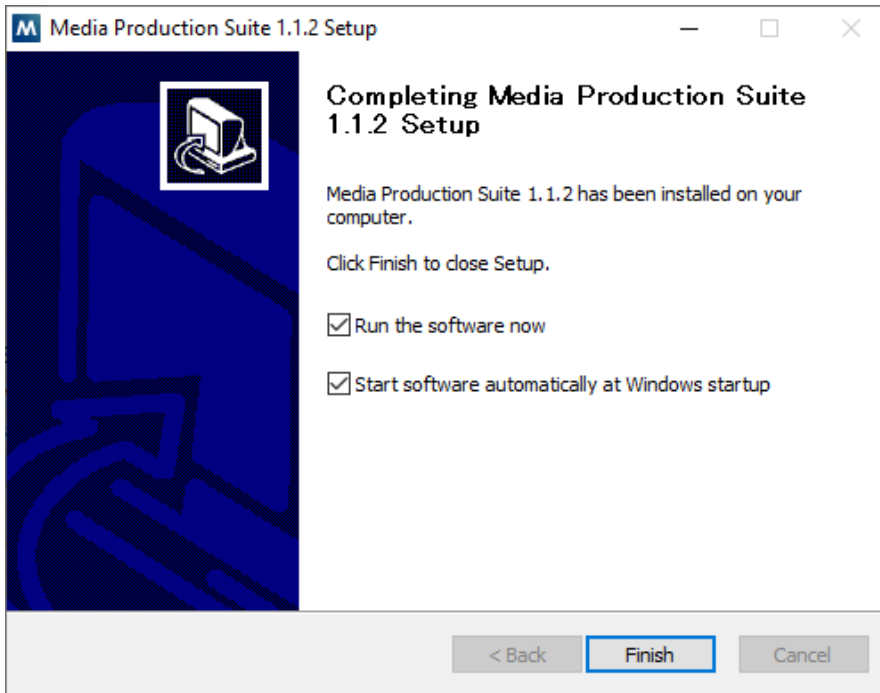 Media Production Suite 1.1.2 Setup
Completing Media Production Suite
1.1.2 Setup
Media Production Suite 1.1.2 has been installed on your
computer.
Click Finish to close Setup.
Run the software now
Start software automatically at Windows startup
< Back
Finish
Cancel